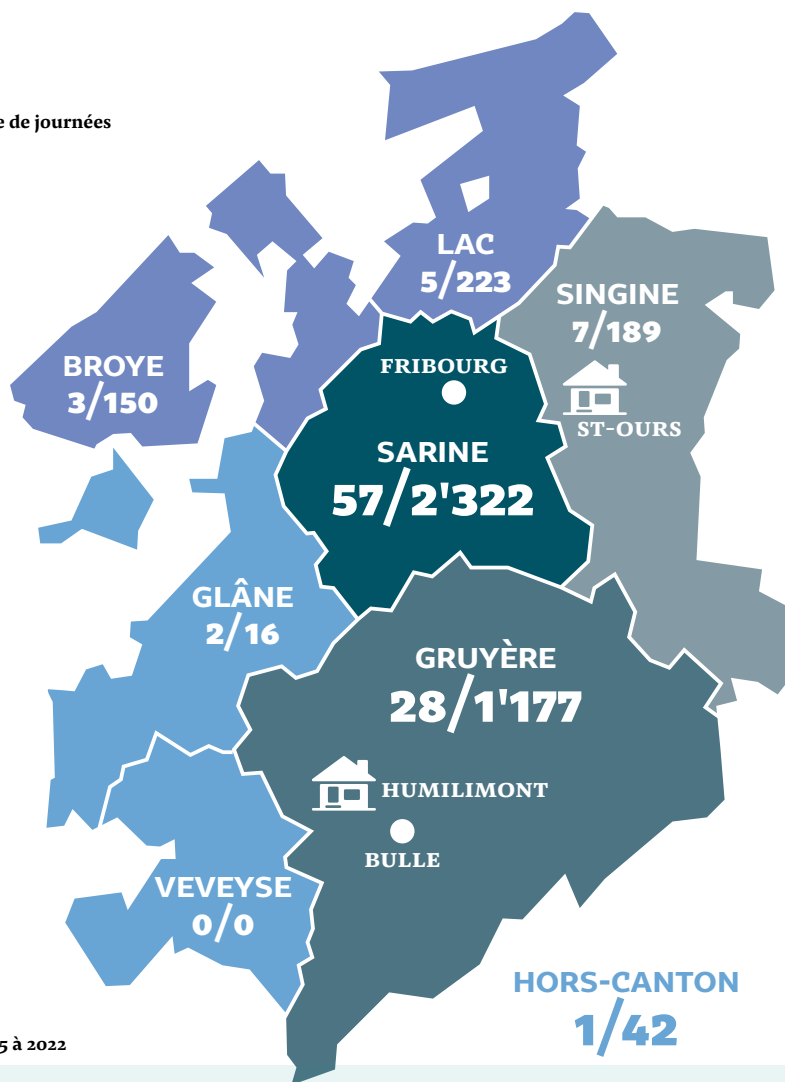 de journées
LAC
5/223
SINGINE
7/189
BROYE
3/150
FRIBOURG
ST-OURS
SARINE
57/2'322
GLÂNE
2/16
GRUYÈRE
28/1'177
HUMILIMONT
BULLE
VEVEYSE
0/0
HORS-CANTON
1/42
5 à 2022